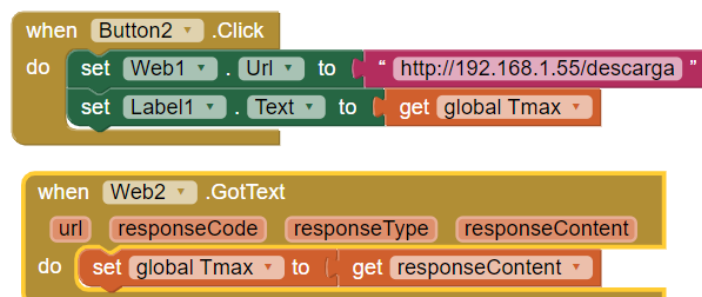 when Button2 .Click
do set Web1 . Url to “ http://192.168.1.55/descarga ”
set Label1 . Text to get global Tmax
when Web2 .GotText
url responseCode responseType responseContent
do set global Tmax to get responseContent